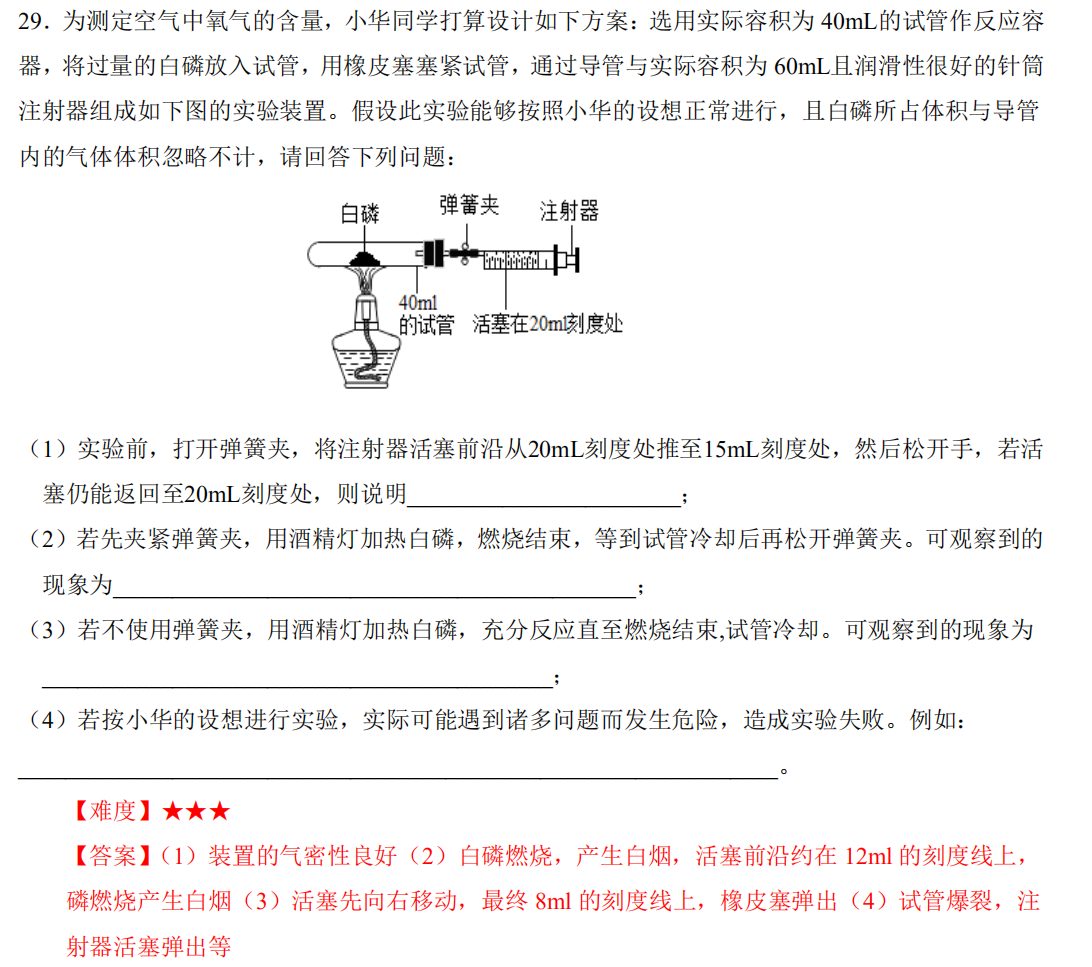 29．为测定空气中氧气的含量，小华同学打算设计如下方案：选用实际容积为 40mL的试管作反应容
器，将过量的白磷放入试管，用橡皮塞塞紧试管，通过导管与实际容积为 60mL且润滑性很好的针筒
注射器组成如下图的实验装置。假设此实验能够按照小华的设想正常进行，且白磷所占体积与导管
内的气体体积忽略不计，请回答下列问题：
白磷
弹簧夹
注射器
40ml
的试管
活塞在20ml刻度处
（1）实验前，打开弹簧夹，将注射器活塞前沿从20mL刻度处推至15mL刻度处，然后松开手，若活
塞仍能返回至20mL刻度处，则说明________________________；
（2）若先夹紧弹簧夹，用酒精灯加热白磷，燃烧结束，等到试管冷却后再松开弹簧夹。可观察到的
现象为______________________________________________；
（3）若不使用弹簧夹，用酒精灯加热白磷，充分反应直至燃烧结束,试管冷却。可观察到的现象为
______________________________________________；
（4）若按小华的设想进行实验，实际可能遇到诸多问题而发生危险，造成实验失败。例如：
__________________________________________________________________。
【难度】★★★
【答案】（1）装置的气密性良好（2）白磷燃烧，产生白烟，活塞前沿约在 12ml 的刻度线上，
磷燃烧产生白烟（3）活塞先向右移动，最终 8ml 的刻度线上，橡皮塞弹出（4）试管爆裂，注
射器活塞弹出等